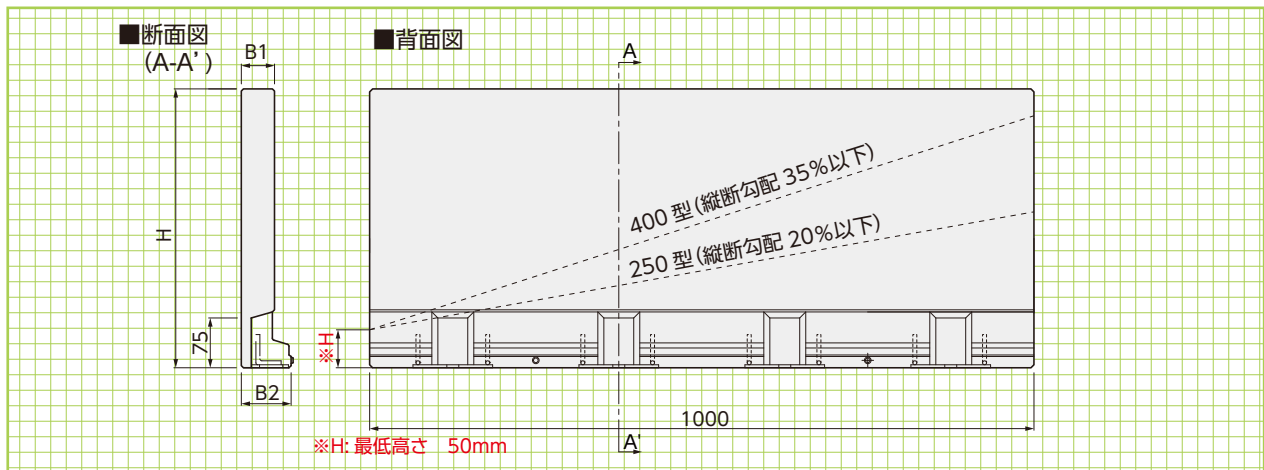 ■断面図
(A-A’)
B1
■背面図
A
H
400 型(縦断勾配 35%以下)
250 型(縦断勾配 20%以下)
75
※H
B2
1000
A'
※H: 最低高さ　50mm